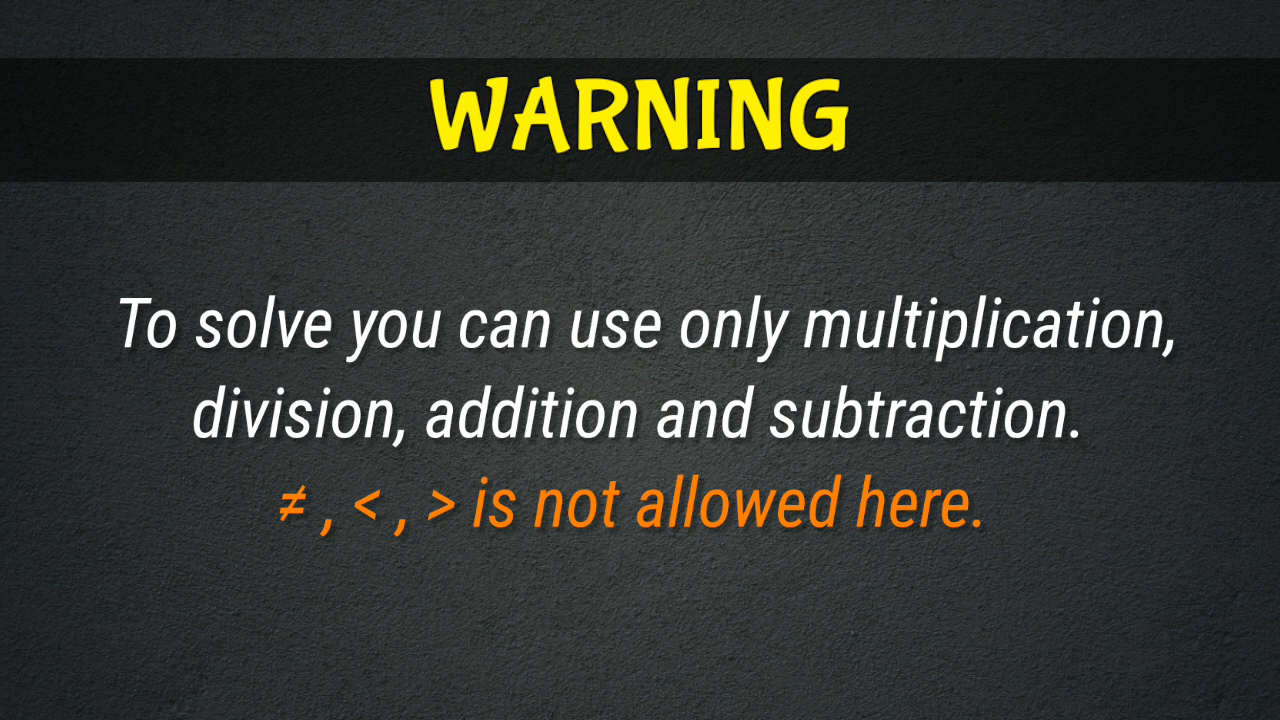 WARNING
To solve you can use only multiplication,
division, addition and subtraction.
≠ , < , > is not allowed here.